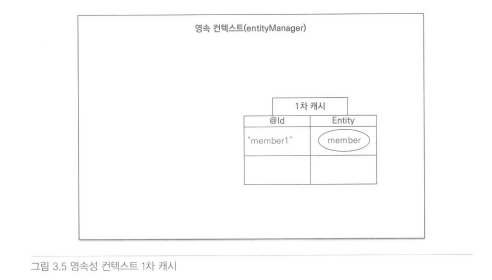 영속 컨텍스트(entityManager)
1차 캐시
@Id Entity
"member1" member
그림 3.5 영속성 컨텍스트 1차 캐시